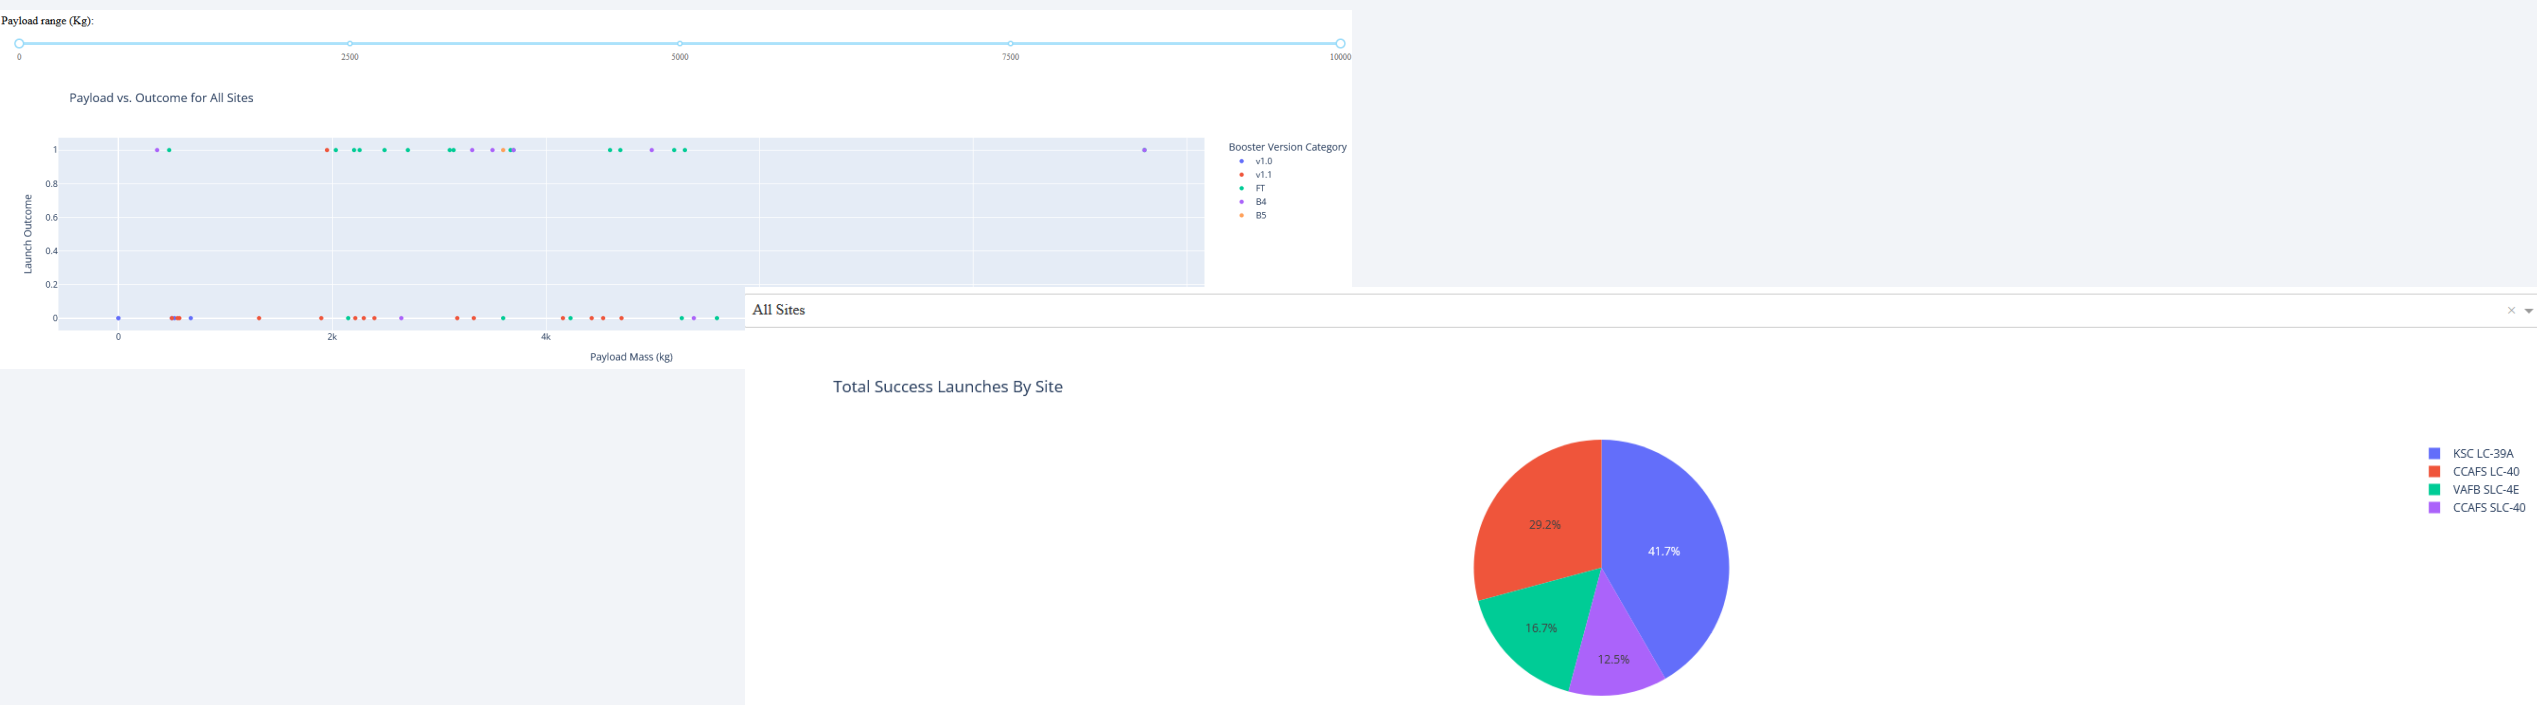 Payload range (Kg):
0 2500 5000 7500 10000
Payload vs. Outcome for All Sites
Launch Outcome
1
0.8
0.6
0.4
0.2
0
0 2k 4k
Payload Mass (kg)
Booster Version Category
v1.0
v1.1
FT
B4
B5
All Sites
Total Success Launches By Site
29.2%
41.7%
16.7%
12.5%
KSC LC-39A
CCAFS LC-40
VAFB SLC-4E
CCAFS SLC-40